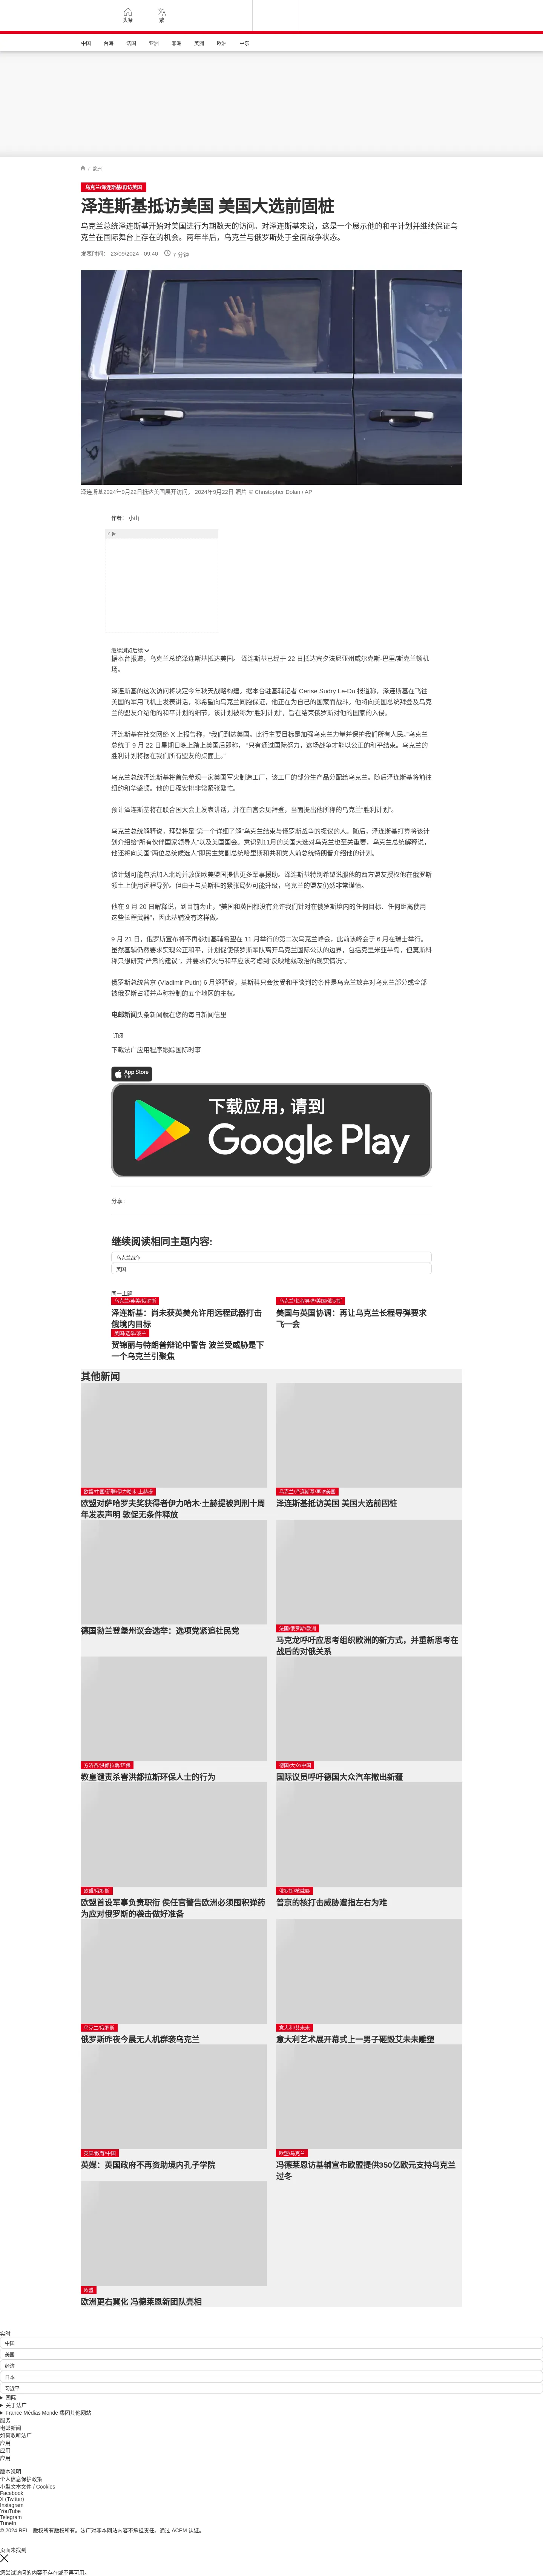 头条
繁
中国 台海 法国 亚洲 非洲 美洲 欧洲 中东
/ 欧洲
乌克兰/泽连斯基/再访美国
泽连斯基抵访美国 美国大选前固桩
乌克兰总统泽连斯基开始对美国进行为期数天的访问。对泽连斯基来说，这是一个展示他的和平计划并继续保证乌
克兰在国际舞台上存在的机会。两年半后，乌克兰与俄罗斯处于全面战争状态。
发表时间： 23/09/2024 - 09:40 7 分钟
泽连斯基2024年9月22日抵达美国展开访问。 2024年9月22日 照片 © Christopher Dolan / AP
作者： 小山
广告
继续浏览后续
据本台报道，乌克兰总统泽连斯基抵达美国。 泽连斯基已经于 22 日抵达宾夕法尼亚州威尔克斯-巴里/斯克兰顿机
场。
泽连斯基的这次访问将决定今年秋天战略构建。据本台驻基辅记者 Cerise Sudry Le-Du 报道称，泽连斯基在飞往
美国的军用飞机上发表讲话，称希望向乌克兰同胞保证，他正在为自己的国家而战斗。他将向美国总统拜登及乌克
兰的盟友介绍他的和平计划的细节，该计划被称为“胜利计划”，旨在结束俄罗斯对他的国家的入侵。
泽连斯基在社交网络 X 上报告称，“我们到达美国。此行主要目标是加强乌克兰力量并保护我们所有人民。”乌克兰
总统于 9 月 22 日星期日晚上踏上美国后即称， “只有通过国际努力，这场战争才能以公正的和平结束。乌克兰的
胜利计划将摆在我们所有盟友的桌面上。”
乌克兰总统泽连斯基将首先参观一家美国军火制造工厂，该工厂的部分生产品分配给乌克兰。随后泽连斯基将前往
纽约和华盛顿。他的日程安排非常紧张繁忙。
预计泽连斯基将在联合国大会上发表讲话，并在白宫会见拜登，当面提出他所称的乌克兰“胜利计划”。
乌克兰总统解释说，拜登将是“第一个详细了解”乌克兰结束与俄罗斯战争的提议的人。随后，泽连斯基打算将该计
划介绍给“所有伙伴国家领导人”以及美国国会。意识到11月的美国大选对乌克兰也至关重要，乌克兰总统解释说，
他还将向美国“两位总统候选人”即民主党副总统哈里斯和共和党人前总统特朗普介绍他的计划。
该计划可能包括加入北约并敦促欧美盟国提供更多军事援助。泽连斯基特别希望说服他的西方盟友授权他在俄罗斯
领土上使用远程导弹。但由于与莫斯科的紧张局势可能升级，乌克兰的盟友仍然非常谨慎。
他在 9 月 20 日解释说，到目前为止，“美国和英国都没有允许我们针对在俄罗斯境内的任何目标、任何距离使用
这些长程武器”，因此基辅没有这样做。
9 月 21 日，俄罗斯宣布将不再参加基辅希望在 11 月举行的第二次乌克兰峰会，此前该峰会于 6 月在瑞士举行。
虽然基辅仍然要求实现公正和平，计划促使俄罗斯军队离开乌克兰国际公认的边界，包括克里米亚半岛，但莫斯科
称只想研究“严肃的建议”，并要求停火与和平应该考虑到“反映地缘政治的现实情况”。“
俄罗斯总统普京 (Vladimir Putin) 6 月解释说，莫斯科只会接受和平谈判的条件是乌克兰放弃对乌克兰部分或全部
被俄罗斯占领并声称控制的五个地区的主权。
电邮新闻头条新闻就在您的每日新闻信里
订阅
下载法广应用程序跟踪国际时事
App Store
下载
下载应用，请到
Google Play
分享 :
继续阅读相同主题内容:
乌克兰战争
美国
同一主题
乌克兰/英美/俄罗斯
泽连斯基：尚未获英美允许用远程武器打击
俄境内目标
乌克兰/长程导弹/美国/俄罗斯
美国与英国协调：再让乌克兰长程导弹要求
飞一会
美国/选举/波兰
贺锦丽与特朗普辩论中警告 波兰受威胁是下
一个乌克兰引聚焦
其他新闻
欧盟/中国/新疆/伊力哈木 土赫提
欧盟对萨哈罗夫奖获得者伊力哈木·土赫提被判刑十周
年发表声明 敦促无条件释放
乌克兰/泽连斯基/再访美国
泽连斯基抵访美国 美国大选前固桩
德国勃兰登堡州议会选举：选项党紧追社民党
法国/俄罗斯/欧洲
马克龙呼吁应思考组织欧洲的新方式，并重新思考在
战后的对俄关系
方济各/洪都拉斯/环保
教皇谴责杀害洪都拉斯环保人士的行为
德国/大众/中国
国际议员呼吁德国大众汽车撤出新疆
欧盟/俄罗斯
欧盟首设军事负责职衔 侯任官警告欧洲必须囤积弹药
为应对俄罗斯的袭击做好准备
俄罗斯/核威胁
普京的核打击威胁遭指左右为难
乌克兰/俄罗斯
俄罗斯昨夜今晨无人机群袭乌克兰
意大利/艾未未
意大利艺术展开幕式上一男子砸毁艾未未雕塑
英国/教育/中国
英媒：英国政府不再资助境内孔子学院
欧盟/乌克兰
冯德莱恩访基辅宣布欧盟提供350亿欧元支持乌克兰
过冬
欧盟
欧洲更右翼化 冯德莱恩新团队亮相
实时
中国
美国
经济
日本
习近平
国际
关于法广
France Médias Monde 集团其他网站
服务
电邮新闻
如何收听法广
应用
应用
应用
版本说明
个人信息保护政策
小型文本文件 / Cookies
Facebook
X (Twitter)
Instagram
YouTube
Telegram
TuneIn
© 2024 RFI – 版权所有版权所有。法广对非本网站内容不承担责任。通过 ACPM 认证。
页面未找到
您尝试访问的内容不存在或不再可用。